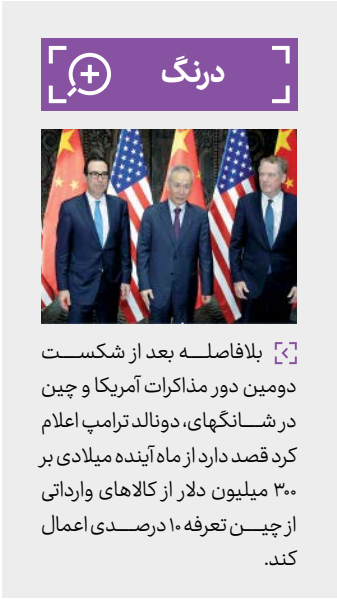 درنگ
بلافاصله بعد از شکست
دومین دور مذاکرات آمریکا و چین
در شانگهای، دونالد ترامپ اعلام
کرد قصد دارد از ماه آینده میلادی بر
۳۰۰ میلیون دلار از کالاهای وارداتی
از چین تعرفه ۱۰ درصدی اعمال
کند.